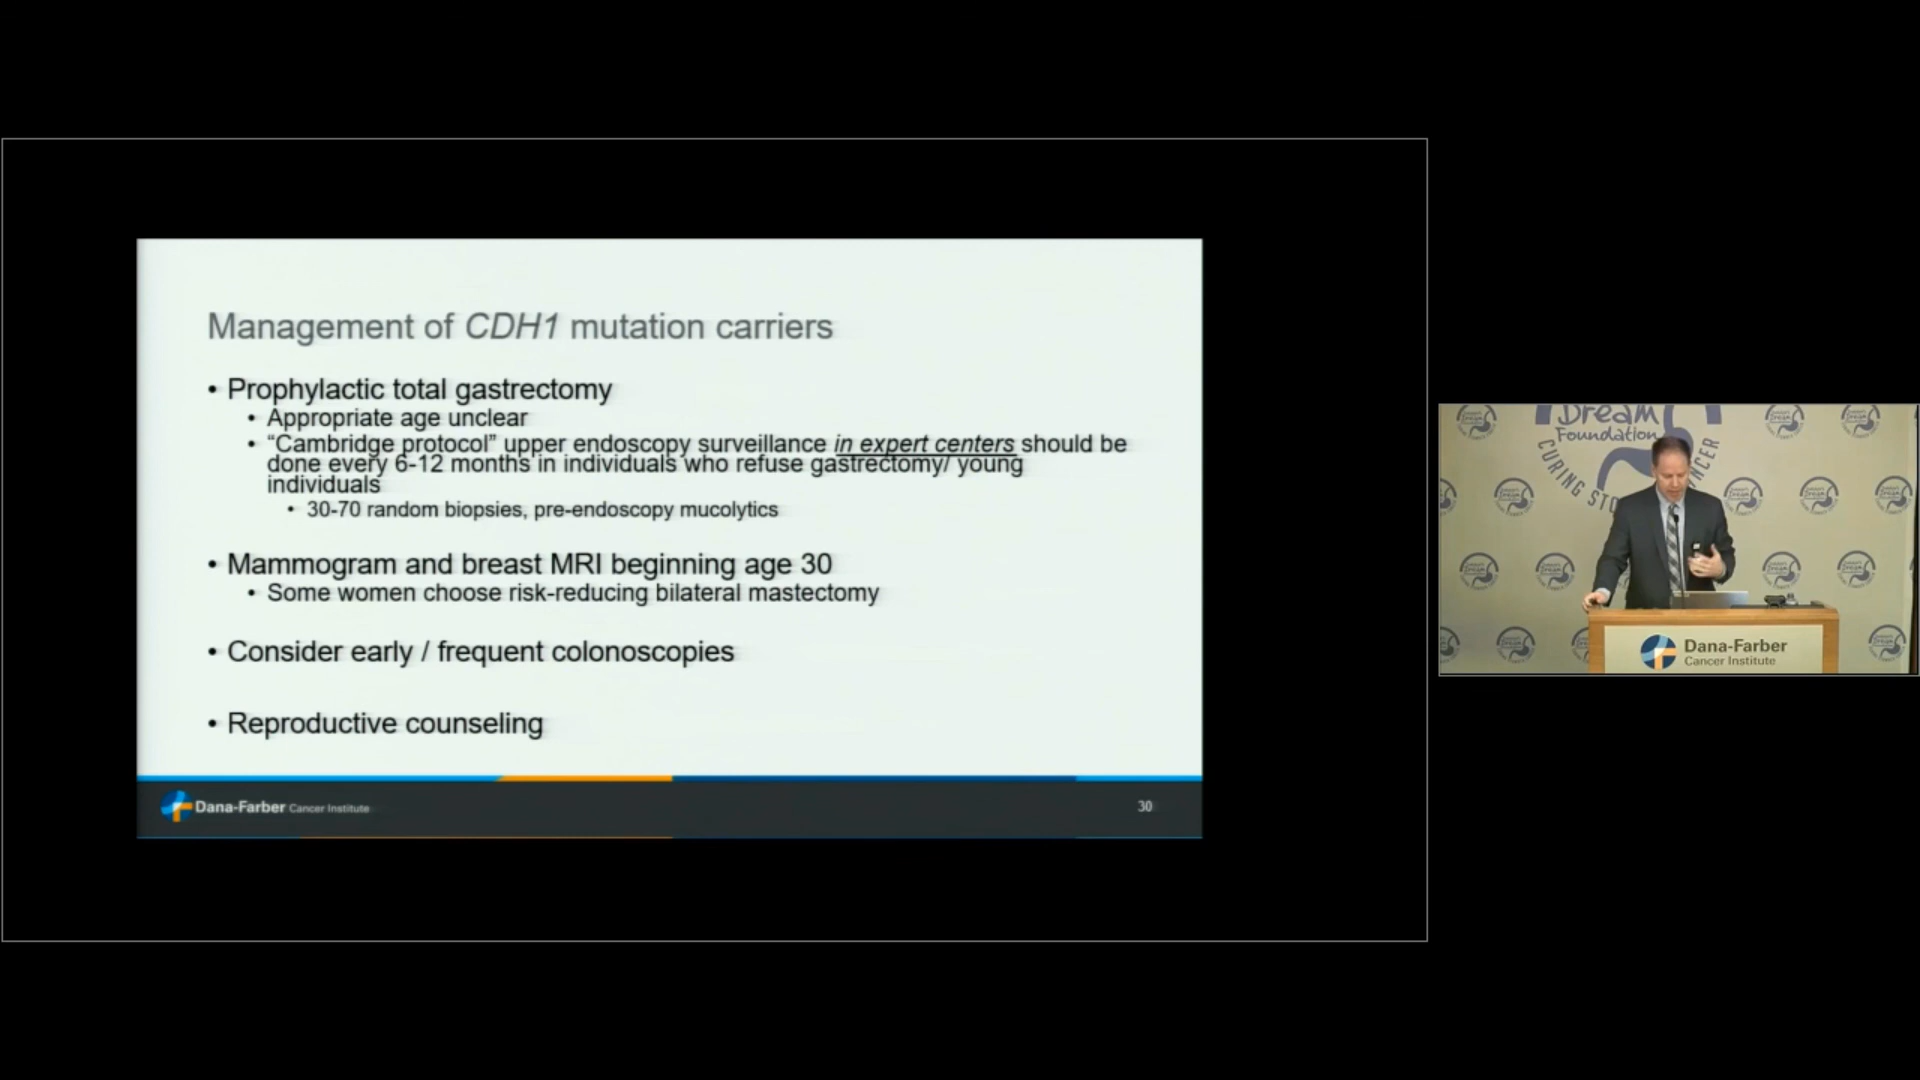 Management of CDH1 mutation carriers
• Prophylactic total gastrectomy
• Appropriate age unclear
• “Cambridge protocol” upper endoscopy surveillance in expert centers should be
done every 6-12 months in individuals who refuse gastrectomy/ young
individuals
• 30-70 random biopsies, pre-endoscopy mucolytics
• Mammogram and breast MRI beginning age 30
• Some women choose risk-reducing bilateral mastectomy
• Consider early / frequent colonoscopies
• Reproductive counseling
Dana-Farber Cancer Institute
30
Dream
Foundation
CURING
Dana-Farber
Cancer Institute